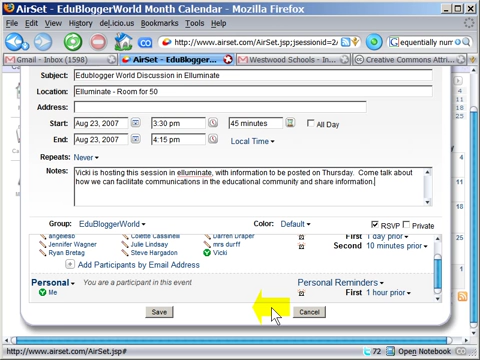 AirSet - EduBloggerWorld Month Calendar - Mozilla Firefox
File Edit View History del.icio.us Bookmarks Tools Help
http://www.airset.com/AirSet.jsp;jsessionid=2 equentially num
Gmail - Inbox (1598) AirSet - EduBlogger... Westwood Schools - In... Creative Commons Attri...
Subject: Edublogger World Discussion in Elluminate
Location: Elluminate - Room for 50
Address:
Start: Aug 23, 2007 3:30 pm 45 minutes All Day
End: Aug 23, 2007 4:15 pm Local Time
Repeats: Never
Notes: Vicki is hosting this session in elluminate, with information to be posted on Thursday. Come talk about
how we can facilitate communications in the educational community and share information.
Group: EduBloggerWorld Color: Default RSVP Private
angeleso Colette Cassinelli Darren Draper First 1 day prior
Jennifer Wagner Julie Lindsay mrs durff Second 10 minutes prior
Ryan Bretag Steve Hargadon Vicki
Add Participants by Email Address
Personal You are a participant in this event Personal Reminders
Me First 1 hour prior
Save Cancel
http://www.airset.com/AirSet.jsp# 72 Open Notebook